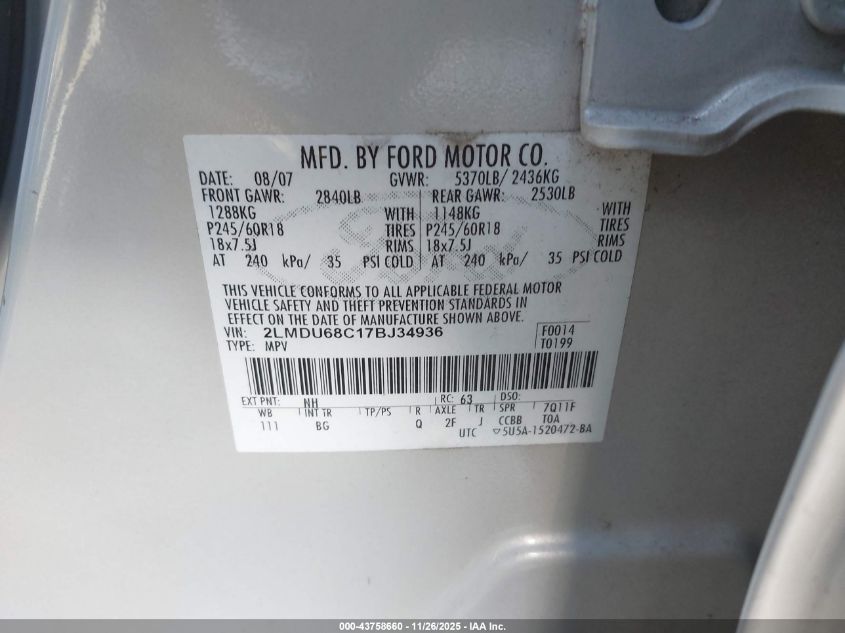 MFD. BY FORD MOTOR CO.
DATE: 08/07 GVWR: 5370LB/ 2436KG
FRONT GAWR: 2840LB REAR GAWR: 2530LB
1288KG WITH 1148KG WITH
P245/60R18 TIRES P245/60R18 TIRES
18x7.5J RIMS 18x7.5J RIMS
AT 240 kPa/ 35 PSI COLD AT 240 kPa/ 35 PSI COLD
THIS VEHICLE CONFORMS TO ALL APPLICABLE FEDERAL MOTOR
VEHICLE SAFETY AND THEFT PREVENTION STANDARDS IN
EFFECT ON THE DATE OF MANUFACTURE SHOWN ABOVE.
VIN: 2LMDU68C17BJ34936 F0014
TYPE: MPV T0199
EXT PNT: NH RC: 63 DSO:
WB INT TR TP/PS R AXLE TR SPR 7Q11F
111 BG Q 2F J CCBB TOA
UTC ▽5U5A-1520472-BA
000-43758660 - 11/26/2025 - IAA Inc.